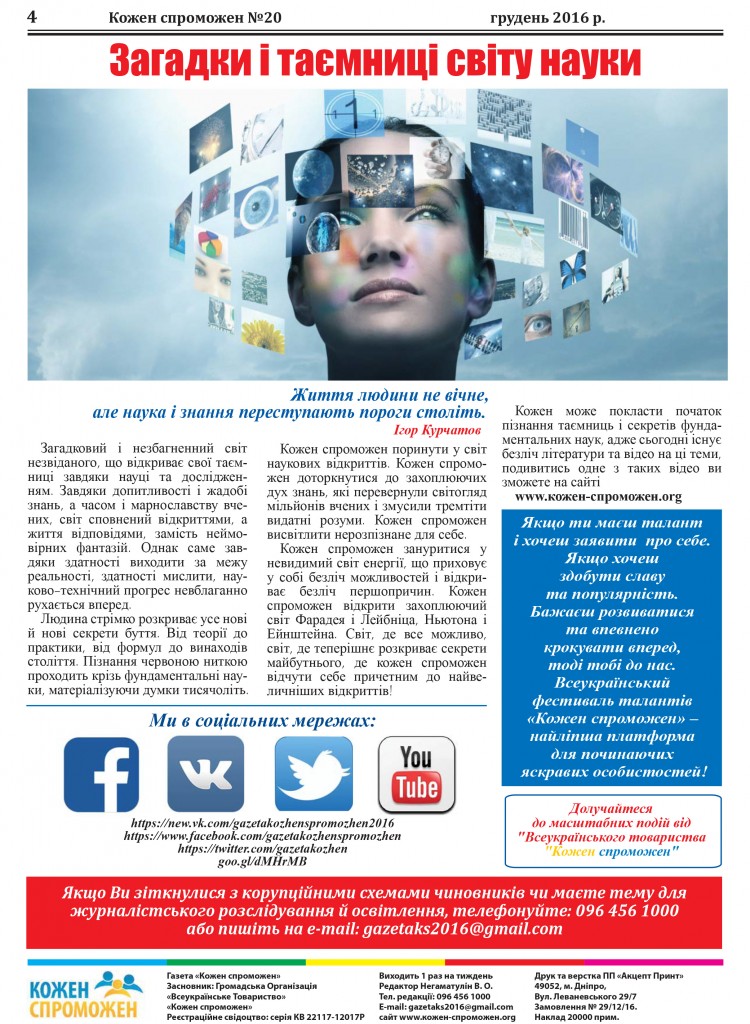 4
Кожен спроможен №20
грудень 2016 р.
Загадки і таємниці світу науки
Життя людини не вічне,
але наука і знання переступають пороги століть.
Ігор Курчатов
Загадковий і незбагненний світ
незвіданого, що відкриває свої таєм-
ниці завдяки науці та досліджен-
ням. Завдяки допитливості і жадобі
знань, а часом і марнославству вче-
них, світ сповнений відкриттями, а
життя відповідями, замість неймо-
вірних фантазій. Однак саме зав-
дяки здатності виходити за межу
реальності, здатності мислити, нау-
ково-технічний прогрес невблаганно
рухається вперед.
Людина стрімко розкриває усе нові
й нові секрети буття. Від теорії до
практики, від формул до винаходів
століття. Пізнання червоною ниткою
проходить крізь фундаментальні нау-
ки, матеріалізуючи думки тисячоліть.
Кожен спроможен поринути у світ
наукових відкриттів. Кожен спромо-
жен доторкнутися до захоплюючих
дух знань, які перевернули світогляд
мільйонів вчених і змусили тремтіти
видатні розуми. Кожен спроможен
висвітлити нерозпізнане для себе.
Кожен спроможен зануритися у
невидимий світ енергії, що приховує
у собі безліч можливостей і відкри-
ває безліч першопричин. Кожен
спроможен відкрити захоплюючий
світ Фарадея і Лейбніца, Ньютона і
Ейнштейна. Світ, де все можливо,
світ, де теперішнє розкриває секрети
майбутнього, де кожен спроможен
відчути себе причетним до найве-
личніших відкриттів!
Кожен може покласти початок
пізнання таємниць і секретів фунда-
ментальних наук, адже сьогодні існує
безліч літератури та відео на ці теми,
подивитись одне з таких відео ви
зможете на сайті
www.кожен-спроможен.org
Якщо ти маєш талант
і хочеш заявити про себе.
Якщо хочеш
здобути славу
та популярність.
Бажаєш розвиватися
та впевнено
крокувати вперед,
тоді тобі до нас.
Всеукраїнський
фестиваль талантів
«Кожен спроможен» –
найліпша платформа
для починаючих
яскравих особистостей!
Долучайтеся
до масштабних подій від
"Всеукраїнського товариства
"Кожен спроможен"
Ми в соціальних мережах:
You
Tube
https://new.vk.com/gazetakozhenspromozhen2016
https://www.facebook.com/gazetakozhenspromozhen
https://twitter.com/gazetakozhen
goo.gl/dMHrMB
Якщо Ви зіткнулися з корупційними схемами чиновників чи маєте тему для
журналістського розслідування й освітлення, телефонуйте: 096 456 1000
або пишіть на e-mail: gazetaks2016@gmail.com
КОЖЕН
СПРОМОЖЕН
Газета «Кожен спроможен»
Засновник: Громадська Організація
«Всеукраїнське Товариство»
«Кожен спроможен»
Реєстраційне свідоцтво: серія КВ 22117-12017Р
Виходить 1 раз на тиждень
Редактор Негаматулін В. О.
Тел. редакції: 096 456 1000
E-mail: gazetaks2016@gmail.com
сайт www.кожен-спроможен.org
Друк та верстка ПП «Акцепт Принт»
49052, м. Дніпро,
Вул. Леваневського 29/7
Замовлення № 29/12/16.
Наклад 20000 прим.